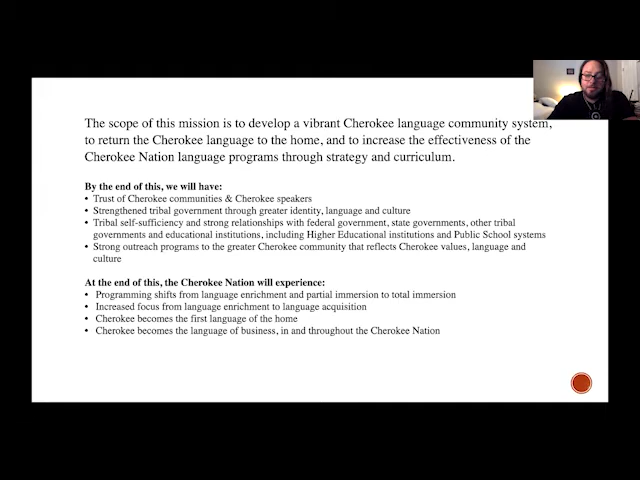 The scope of this mission is to develop a vibrant Cherokee language community system,
to return the Cherokee language to the home, and to increase the effectiveness of the
Cherokee Nation language programs through strategy and curriculum.
By the end of this, we will have:
• Trust of Cherokee communities & Cherokee speakers
• Strengthened tribal government through greater identity, language and culture
• Tribal self-sufficiency and strong relationships with federal government, state governments, other tribal
governments and educational institutions, including Higher Educational institutions and Public School systems
• Strong outreach programs to the greater Cherokee community that reflects Cherokee values, language and
culture
At the end of this, the Cherokee Nation will experience:
• Programming shifts from language enrichment and partial immersion to total immersion
• Increased focus from language enrichment to language acquisition
• Cherokee becomes the first language of the home
• Cherokee becomes the language of business, in and throughout the Cherokee Nation